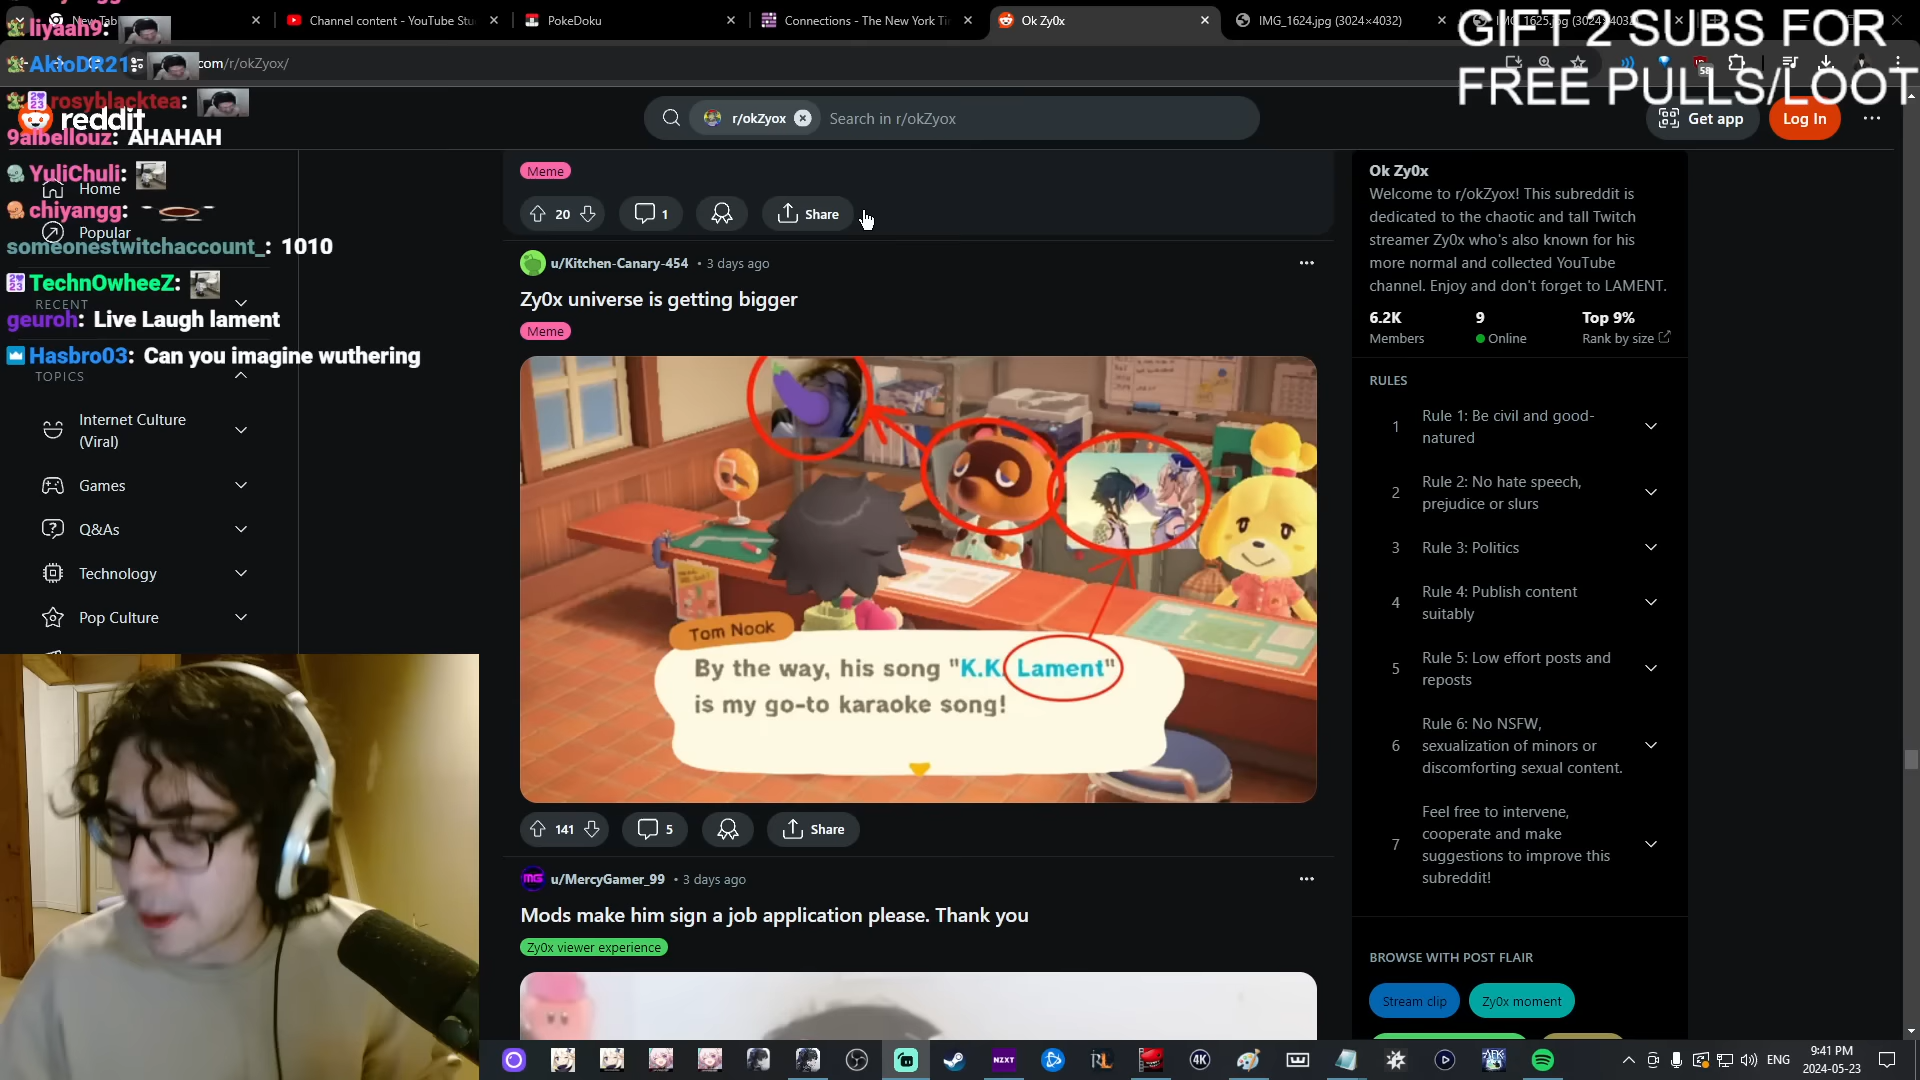 liyaah9:
New Tab
Channel content - YouTube Stu
PokeDoku
Connections - The New York Ti
Ok Zy0x
IMG_1624.jpg (3024×4032)
IMG_1625.jpg (3024×4032)
GIFT 2 SUBS FOR
FREE PULLS/LOOT
AkioDR21:
com/r/okZyox/
rosyblacktea:
reddit
r/okZyox
Search in r/okZyox
Get app
Log In
9albellouz: AHAHAH
YuliChuli:
Home
chiyangg:
Popular
someonestwitchaccount_: 1010
TechnOwheeZ:
RECENT
geuroh: Live Laugh lament
Hasbro03: Can you imagine wuthering
TOPICS
Internet Culture
(Viral)
Games
Q&As
Technology
Pop Culture
Meme
20
1
Share
u/Kitchen-Canary-454 • 3 days ago
Zy0x universe is getting bigger
Meme
Tom Nook
By the way, his song "K.K. Lament"
is my go-to karaoke song!
141
5
Share
u/MercyGamer_99 • 3 days ago
Mods make him sign a job application please. Thank you
Zy0x viewer experience
Ok Zy0x
Welcome to r/okZyox! This subreddit is
dedicated to the chaotic and tall Twitch
streamer Zy0x who's also known for his
more normal and collected YouTube
channel. Enjoy and don't forget to LAMENT.
6.2K
9
Top 9%
Members
Online
Rank by size
RULES
1
Rule 1: Be civil and good-
natured
2
Rule 2: No hate speech,
prejudice or slurs
3
Rule 3: Politics
4
Rule 4: Publish content
suitably
5
Rule 5: Low effort posts and
reposts
6
Rule 6: No NSFW,
sexualization of minors or
discomforting sexual content.
7
Feel free to intervene,
cooperate and make
suggestions to improve this
subreddit!
BROWSE WITH POST FLAIR
Stream clip
Zy0x moment
NZXT
4K
ENG
9:41 PM
2024-05-23